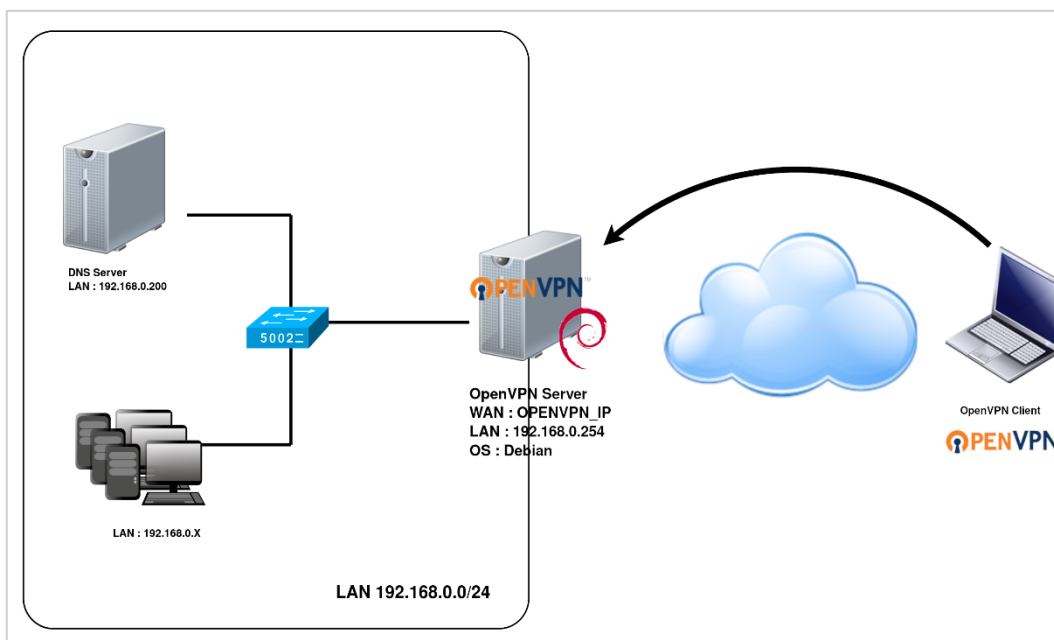 DNS Server
LAN : 192.168.0.200
5002
OPENVPN™
OpenVPN Server
WAN : OPENVPN_IP
LAN : 192.168.0.254
OS : Debian
OpenVPN Client
OPENVPN
LAN : 192.168.0.X
LAN 192.168.0.0/24